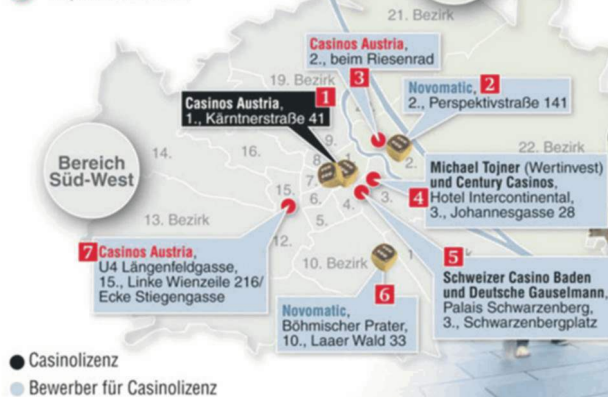 21. Bezirk
Casinos Austria,
2., beim Riesenrad
3
19. Bezirk
Novomatic, 2
2., Perspektivstraße 141
1
Casinos Austria,
1., Kärntnerstraße 41
9.
22. Bezirk
Bereich
Süd-West
14.
16.
8.
7.
2.
Michael Tojner (Wertinvest)
und Century Casinos,
4 Hotel Intercontinental,
3., Johannesgasse 28
15.
6.
4.
3.
5.
13. Bezirk
12.
7 Casinos Austria,
U4 Längenfeldgasse,
15., Linke Wienzeile 216/
Ecke Stiegengasse
10. Bezirk
5
Schweizer Casino Baden
und Deutsche Gauselmann,
Palais Schwarzenberg,
3., Schwarzenbergplatz
6
Novomatic,
Böhmischer Prater,
10., Laaer Wald 33
Casinolizenz
Bewerber für Casinolizenz